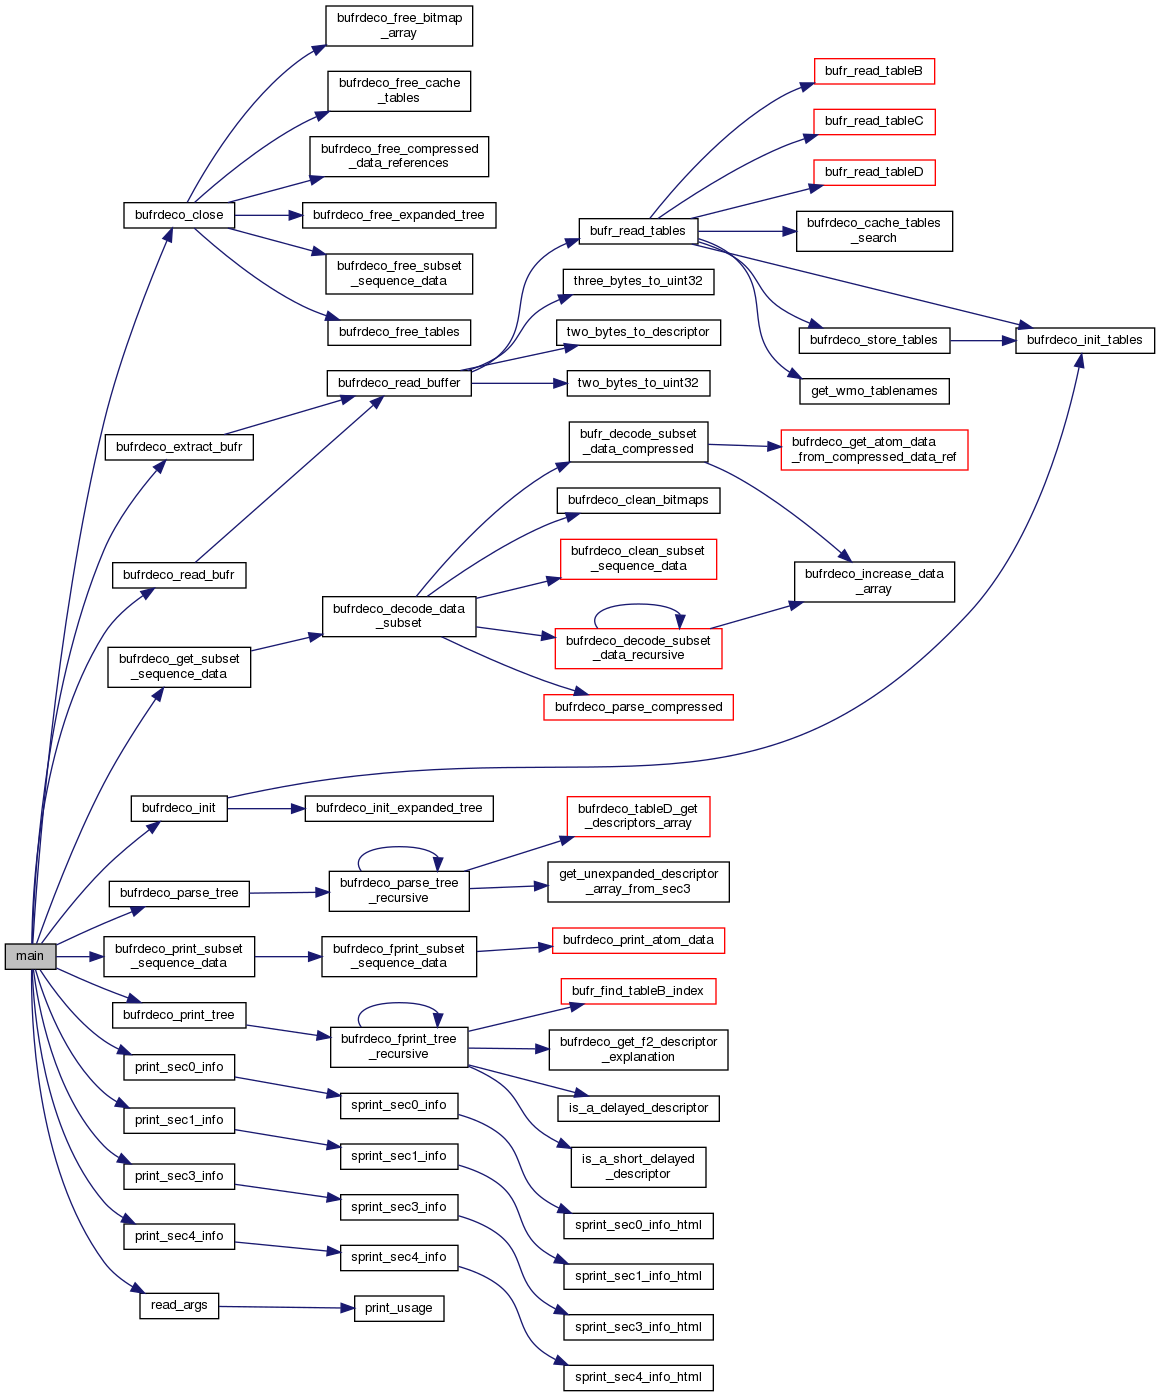 main
bufrdeco_close
bufrdeco_free_bitmap
_array
bufrdeco_free_cache
_tables
bufrdeco_free_compressed
_data_references
bufrdeco_free_expanded_tree
bufrdeco_free_subset
_sequence_data
bufrdeco_free_tables
bufrdeco_extract_bufr
bufrdeco_read_buffer
bufr_read_tables
bufr_read_tableB
bufr_read_tableC
bufr_read_tableD
bufrdeco_cache_tables
_search
bufrdeco_init_tables
bufrdeco_store_tables
get_wmo_tablenames
three_bytes_to_uint32
two_bytes_to_descriptor
two_bytes_to_uint32
bufrdeco_read_bufr
bufrdeco_get_subset
_sequence_data
bufrdeco_decode_data
_subset
bufr_decode_subset
_data_compressed
bufrdeco_get_atom_data
_from_compressed_data_ref
bufrdeco_increase_data
_array
bufrdeco_clean_bitmaps
bufrdeco_clean_subset
_sequence_data
bufrdeco_decode_subset
_data_recursive
bufrdeco_parse_compressed
bufrdeco_init
bufrdeco_init_expanded_tree
bufrdeco_parse_tree
bufrdeco_parse_tree
_recursive
bufrdeco_tableD_get
_descriptors_array
get_unexpanded_descriptor
_array_from_sec3
bufrdeco_print_subset
_sequence_data
bufrdeco_fprint_subset
_sequence_data
bufrdeco_print_atom_data
bufrdeco_print_tree
bufrdeco_fprint_tree
_recursive
bufr_find_tableB_index
bufrdeco_get_f2_descriptor
_explanation
is_a_delayed_descriptor
is_a_short_delayed
_descriptor
print_sec0_info
sprint_sec0_info
sprint_sec0_info_html
print_sec1_info
sprint_sec1_info
sprint_sec1_info_html
print_sec3_info
sprint_sec3_info
sprint_sec3_info_html
print_sec4_info
sprint_sec4_info
sprint_sec4_info_html
read_args
print_usage